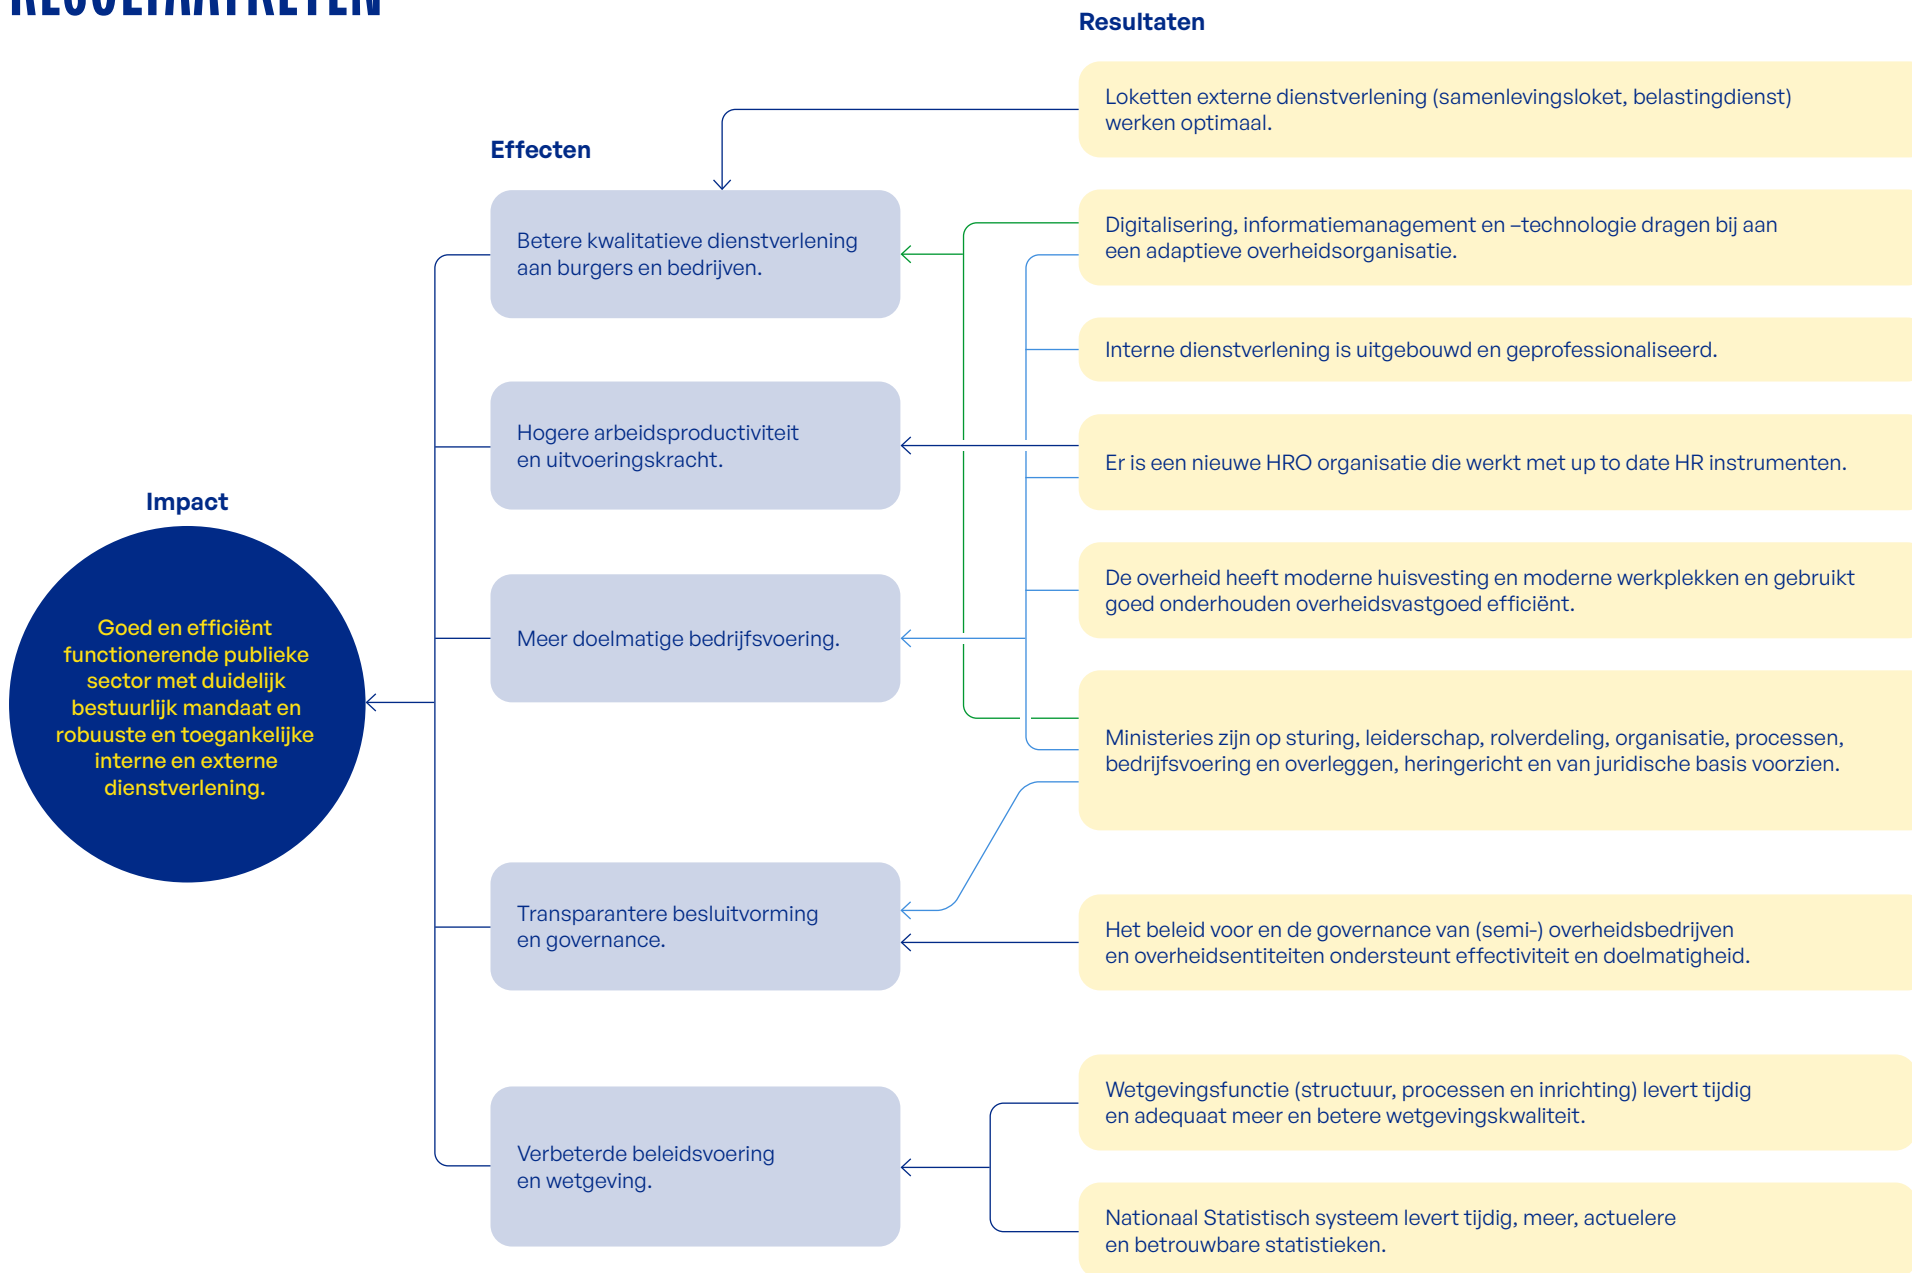 RESULTAATKETEN
Resultaten
Loketten externe dienstverlening (samenlevingsloket, belastingdienst)
werken optimaal.
Effecten
Betere kwalitatieve dienstverlening
aan burgers en bedrijven.
Digitalisering, informatiemanagement en –technologie dragen bij aan
een adaptieve overheidsorganisatie.
Interne dienstverlening is uitgebouwd en geprofessionaliseerd.
Hogere arbeidsproductiviteit
en uitvoeringskracht.
Er is een nieuwe HRO organisatie die werkt met up to date HR instrumenten.
Impact
Goed en efficiënt
functionerende publieke
sector met duidelijk
bestuurlijk mandaat en
robuuste en toegankelijke
interne en externe
dienstverlening.
De overheid heeft moderne huisvesting en moderne werkplekken en gebruikt
goed onderhouden overheidsvastgoed efficiënt.
Meer doelmatige bedrijfsvoering.
Ministeries zijn op sturing, leiderschap, rolverdeling, organisatie, processen,
bedrijfsvoering en overleggen, heringericht en van juridische basis voorzien.
Transparantere besluitvorming
en governance.
Het beleid voor en de governance van (semi-) overheidsbedrijven
en overheidsentiteiten ondersteunt effectiviteit en doelmatigheid.
Wetgevingsfunctie (structuur, processen en inrichting) levert tijdig
en adequaat meer en betere wetgevingskwaliteit.
Verbeterde beleidsvoering
en wetgeving.
Nationaal Statistisch systeem levert tijdig, meer, actuelere
en betrouwbare statistieken.